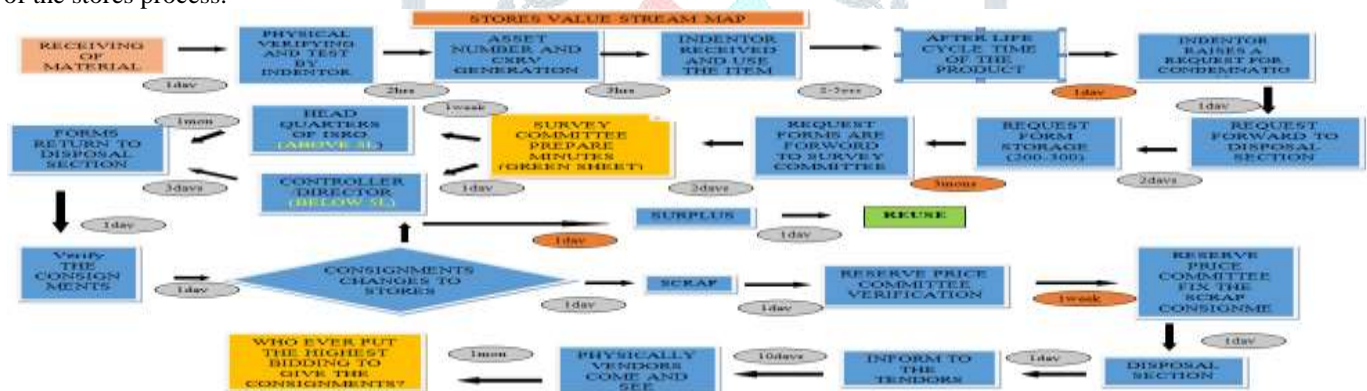 of the stores process.
STORES VALUE STREAM MAP
RECEIVING
OF
MATERIAL
1day
PHYSICAL
VERIFYING
AND TEST
BY
INDENTOR
2hrs
ASSET
NUMBER AND
CSRV
GENERATION
3hrs
INDENTOR
RECEIVED
AND USE
THE ITEM
AFTER LIFE
CYCLE TIME
OF THE
PRODUCT
1day
INDENTOR
RAISES A
REQUEST FOR
CONDEMNATIO
1day
REQUEST
FORWARD TO
DISPOSAL
SECTION
2days
REQUEST
FORM
STORAGE
(200-300)
3mons
REQUEST
FORMS ARE
FORWORD
TO SURVEY
COMMITTEE
2days
SURVEY
COMMITTEE
PREPARE
MINUTES
(GREEN SHEET)
1week
1day
HEAD
QUARTERS
OF ISRO
(ABOVE 5L)
1mon
CONTROLLER
DIRECTOR
(BELOW 5L)
3days
FORMS
RETURN TO
DISPOSAL
SECTION
1day
Verify
THE
CONSIGN
MENTS
1day
CONSIGNMENTS
CHANGES TO
STORES
1day
SURPLUS
1day
REUSE
1day
SCRAP
1day
RESERVE PRICE
COMMITTEE
VERIFICATION
1week
RESERVE
PRICE
COMMITTEE
FIX THE
SCRAP
CONSIGNME
1day
DISPOSAL
SECTION
1day
INFORM TO
THE
TENDORS
10days
PHYSICALLY
VENDORS
COME AND
SEE
1mon
WHO EVER PUT
THE HIGHEST
BIDDING TO
GIVE THE
CONSIGNMENTS?